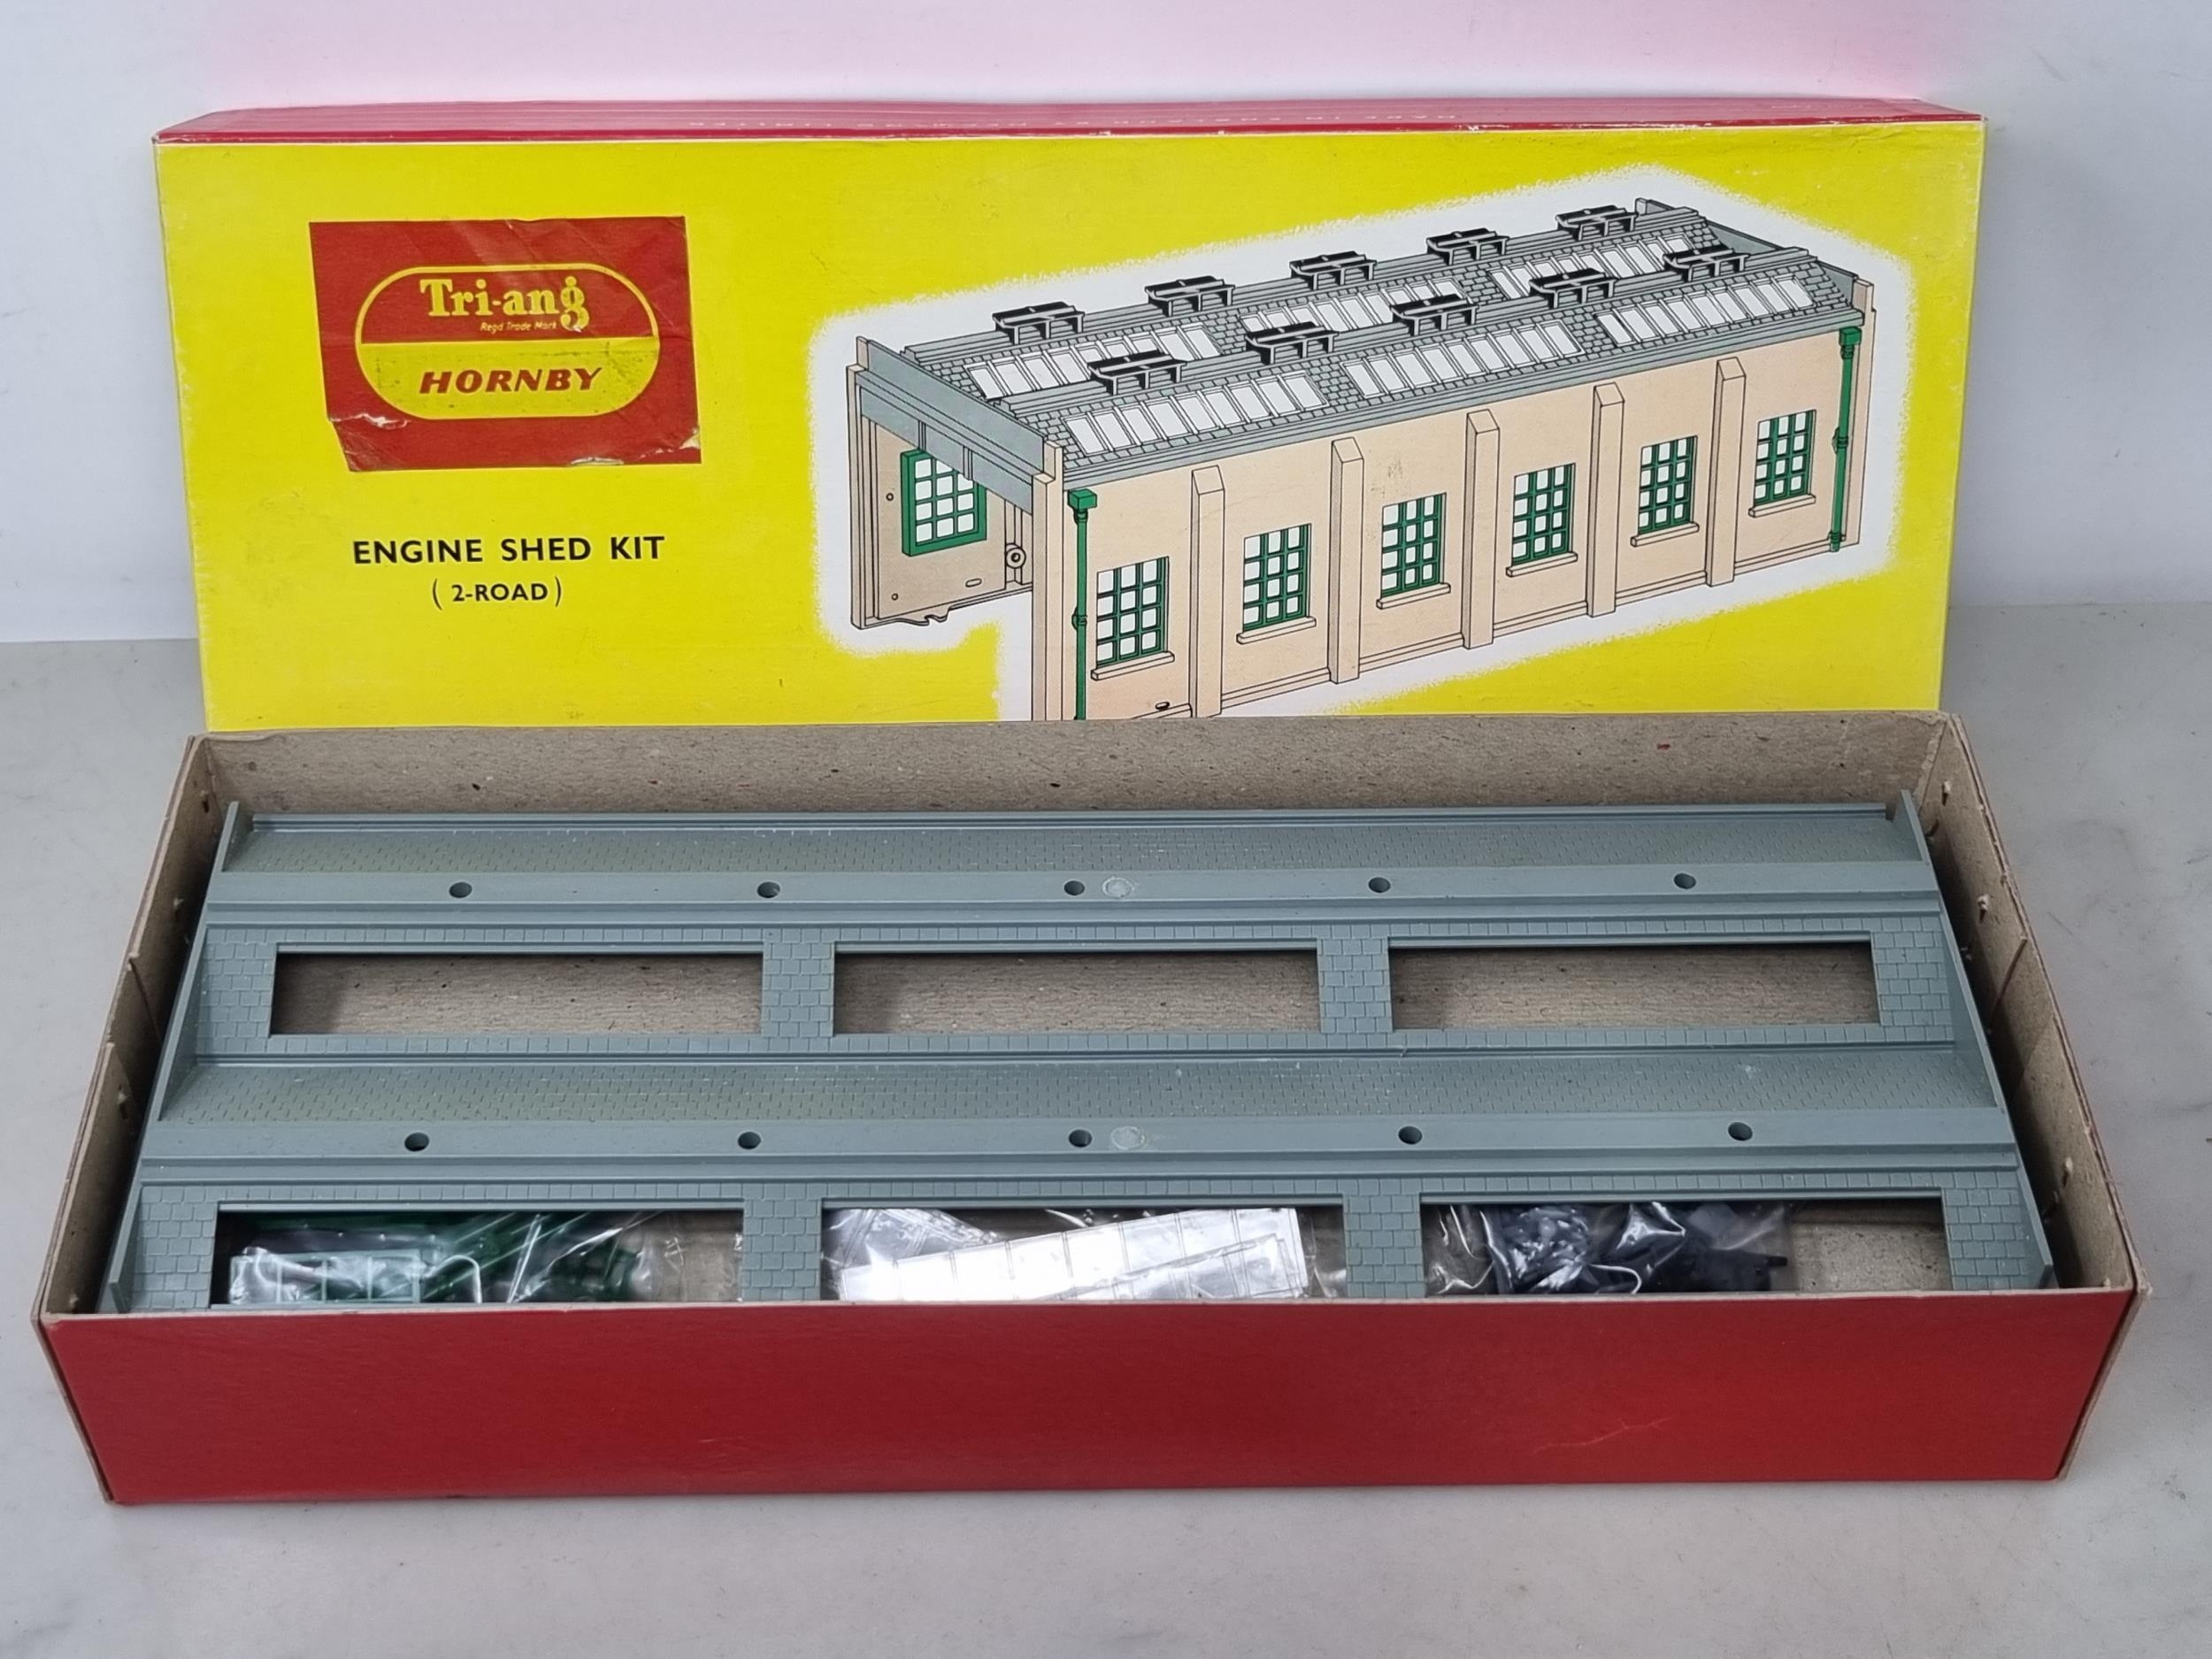 Tri-ang
Regd Trade Mark
HORNBY
ENGINE SHED KIT
(2-ROAD)